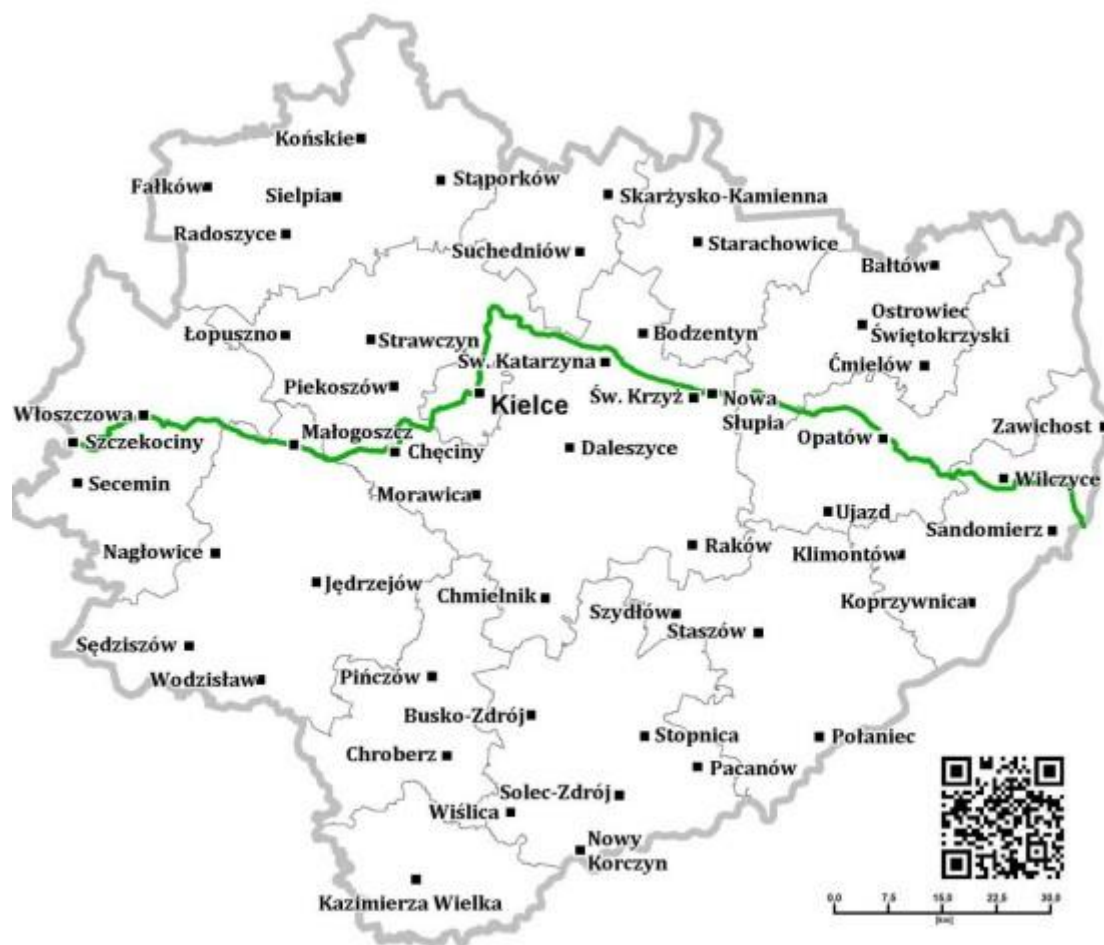 Końskie
Fałków
Sielpia
Stąporków
Skarżysko-Kamienna
Radoszyce
Suchedniów
Starachowice
Bałtów
Łopuszno
Strawczyn
Bodzentyn
Ostrowiec
Świętokrzyski
Św. Katarzyna
Ćmielów
Piekoszów
Kielce
Św. Krzyż
Nowa
Słupia
Włoszczowa
Szczekociny
Małogoszcz
Chęciny
Daleszyce
Opatów
Zawichost
Secemin
Morawica
Wilczyce
Ujazd
Sandomierz
Nagłowice
Raków
Klimontów
Jędrzejów
Chmielnik
Szydłów
Staszów
Koprzywnica
Sędziszów
Wodzisław
Pińczów
Busko-Zdrój
Stopnica
Połaniec
Chroberz
Pacanów
Solec-Zdrój
Wiślica
Nowy
Korczyn
Kazimierza Wielka
0,0 7,5 15,0 22,5 30,0
[km]